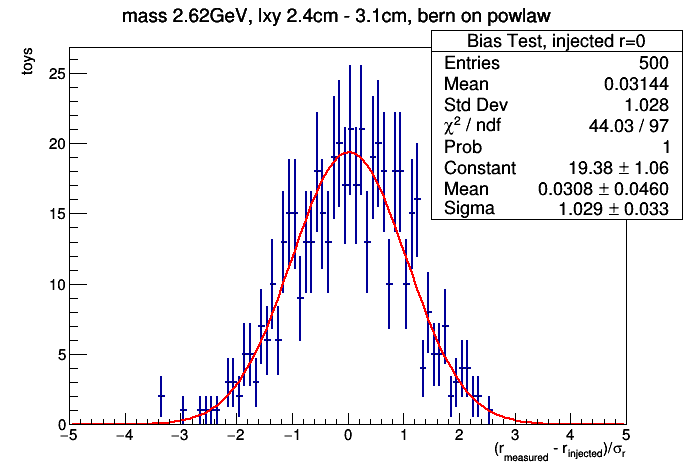 mass 2.62GeV, lxy 2.4cm - 3.1cm, bern on powlaw
toys
Bias Test, injected r=0
Entries 500
Mean 0.03144
Std Dev 1.028
χ² / ndf 44.03 / 97
Prob 1
Constant 19.38 ± 1.06
Mean 0.0308 ± 0.0460
Sigma 1.029 ± 0.033
25
20
15
10
5
0
−5 −4 −3 −2 −1 0 1 2 3 4 5
(r_measured - r_injected)/σ_r